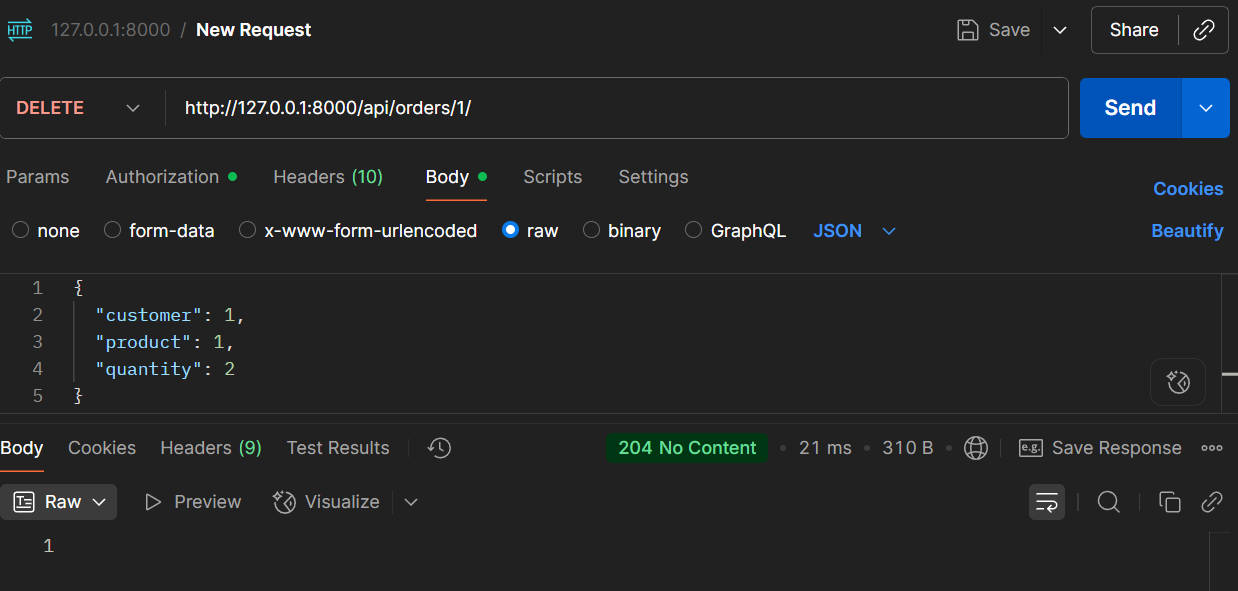 HTTP 127.0.0.1:8000 / New Request Save Share
DELETE http://127.0.0.1:8000/api/orders/1/ Send
Params Authorization Headers (10) Body Scripts Settings Cookies
none form-data x-www-form-urlencoded raw binary GraphQL JSON Beautify
1 {
2 "customer": 1,
3 "product": 1,
4 "quantity": 2
5 }
Body Cookies Headers (9) Test Results 204 No Content 21 ms 310 B e.g. Save Response
Raw Preview Visualize
1